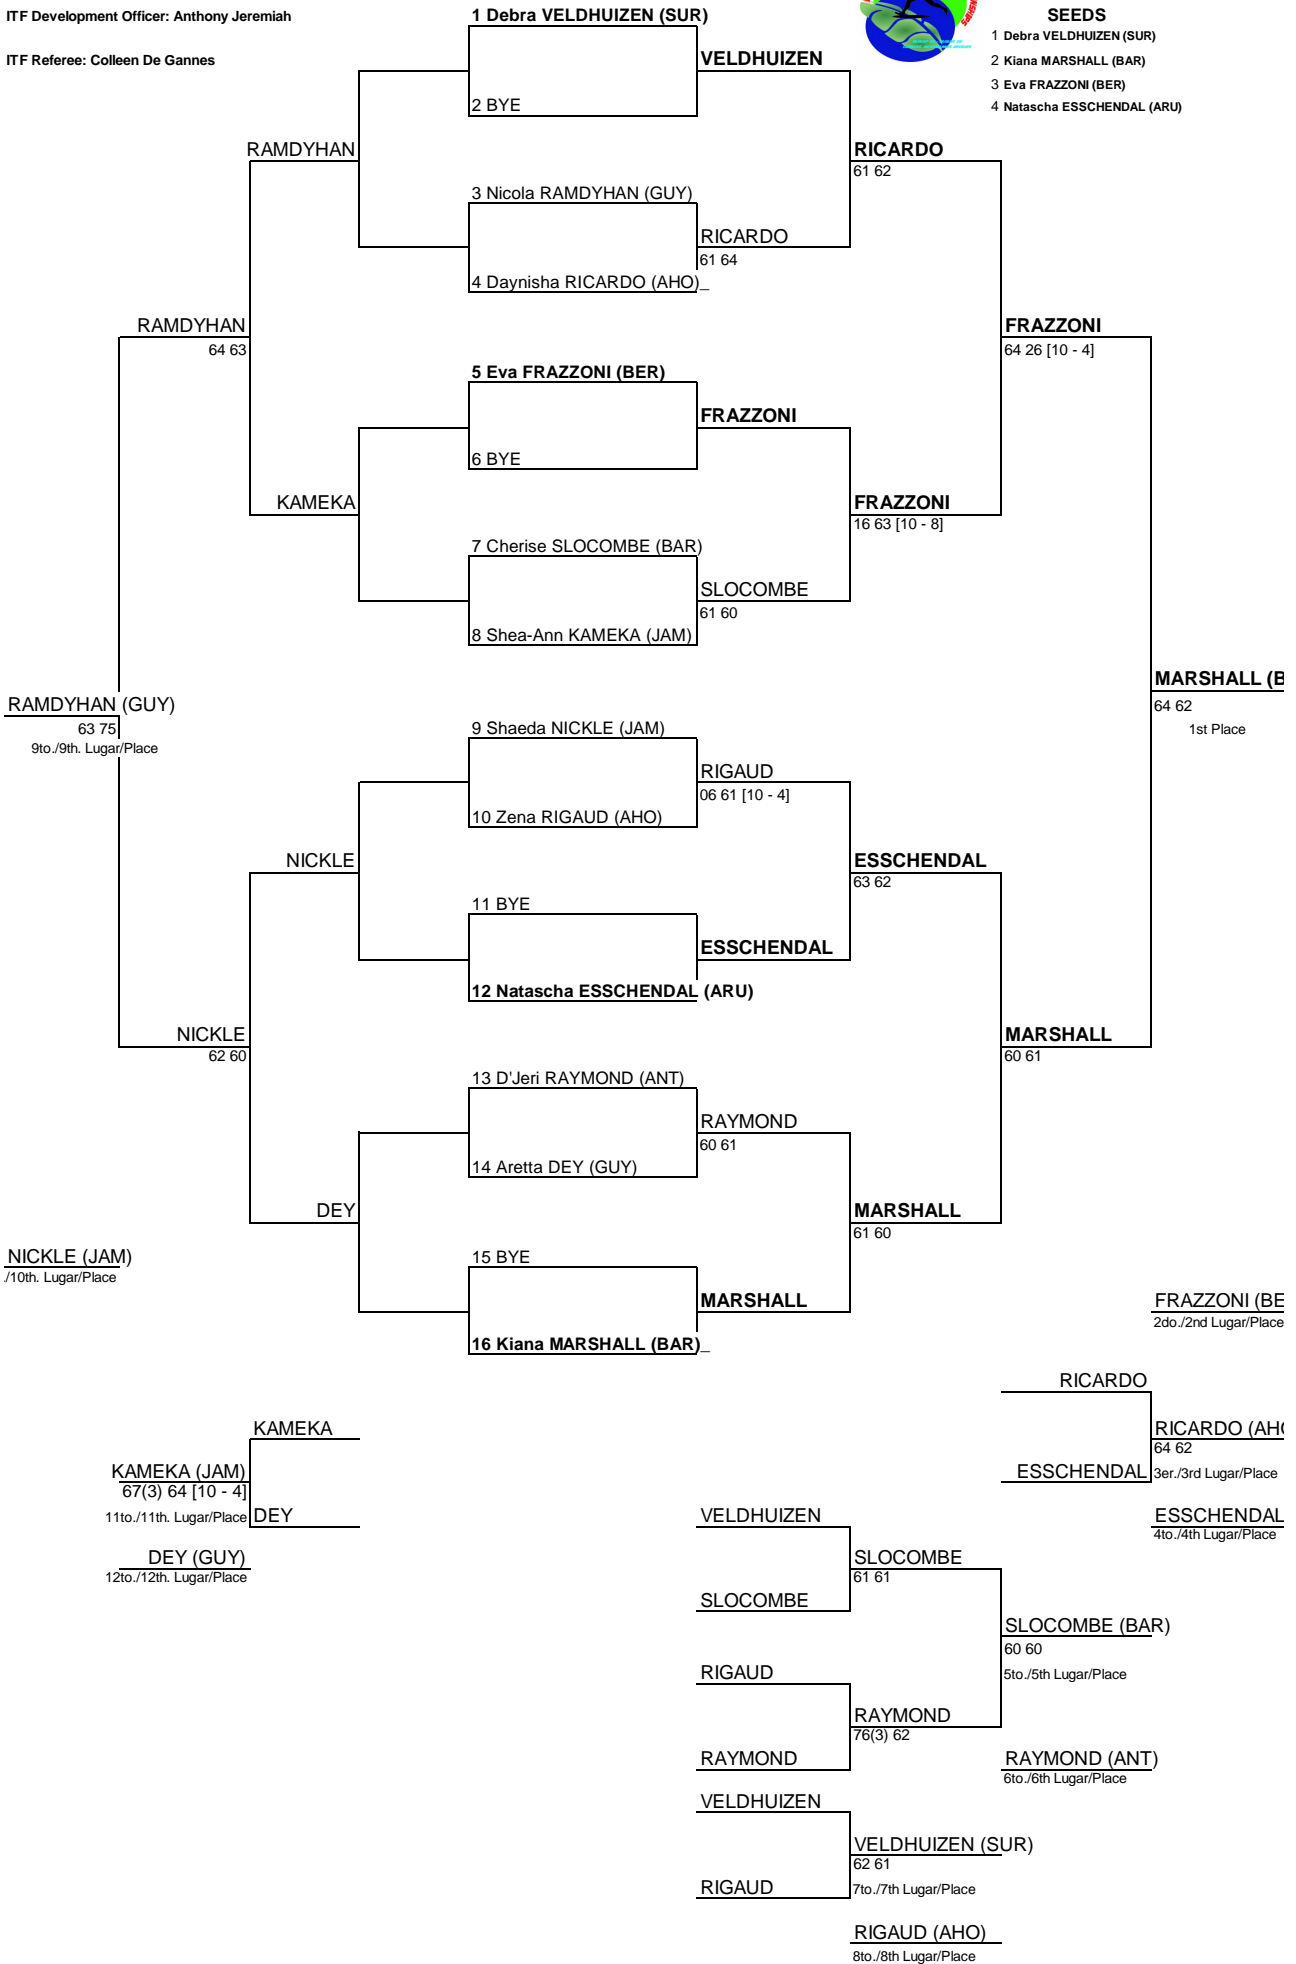 ITF Development Officer: Anthony Jeremiah
ITF Referee: Colleen De Gannes
SEEDS
1 Debra VELDHUIZEN (SUR)
2 Kiana MARSHALL (BAR)
3 Eva FRAZZONI (BER)
4 Natascha ESSCHENDAL (ARU)
1 Debra VELDHUIZEN (SUR)
VELDHUIZEN
2 BYE
RAMDYHAN
RICARDO
61 62
3 Nicola RAMDYHAN (GUY)
RICARDO
61 64
4 Daynisha RICARDO (AHO)_
RAMDYHAN
64 63
FRAZZONI
64 26 [10 - 4]
5 Eva FRAZZONI (BER)
FRAZZONI
6 BYE
KAMEKA
FRAZZONI
16 63 [10 - 8]
7 Cherise SLOCOMBE (BAR)
SLOCOMBE
61 60
8 Shea-Ann KAMEKA (JAM)
MARSHALL (B
64 62
1st Place
RAMDYHAN (GUY)
63 75
9to./9th. Lugar/Place
9 Shaeda NICKLE (JAM)
RIGAUD
06 61 [10 - 4]
10 Zena RIGAUD (AHO)
NICKLE
ESSCHENDAL
63 62
11 BYE
ESSCHENDAL
12 Natascha ESSCHENDAL (ARU)
NICKLE
62 60
MARSHALL
60 61
13 D'Jeri RAYMOND (ANT)
RAYMOND
60 61
14 Aretta DEY (GUY)
DEY
MARSHALL
61 60
NICKLE (JAM)
./10th. Lugar/Place
15 BYE
MARSHALL
16 Kiana MARSHALL (BAR)_
FRAZZONI (BE
2do./2nd Lugar/Place
RICARDO
RICARDO (AH
64 62
ESSCHENDAL
3er./3rd Lugar/Place
ESSCHENDAL
4to./4th Lugar/Place
KAMEKA
KAMEKA (JAM)
67(3) 64 [10 - 4]
11to./11th. Lugar/Place
DEY
DEY (GUY)
12to./12th. Lugar/Place
VELDHUIZEN
SLOCOMBE
61 61
SLOCOMBE
SLOCOMBE (BAR)
60 60
5to./5th Lugar/Place
RIGAUD
RAYMOND
76(3) 62
RAYMOND
RAYMOND (ANT)
6to./6th Lugar/Place
VELDHUIZEN
VELDHUIZEN (SUR)
62 61
RIGAUD
7to./7th Lugar/Place
RIGAUD (AHO)
8to./8th Lugar/Place